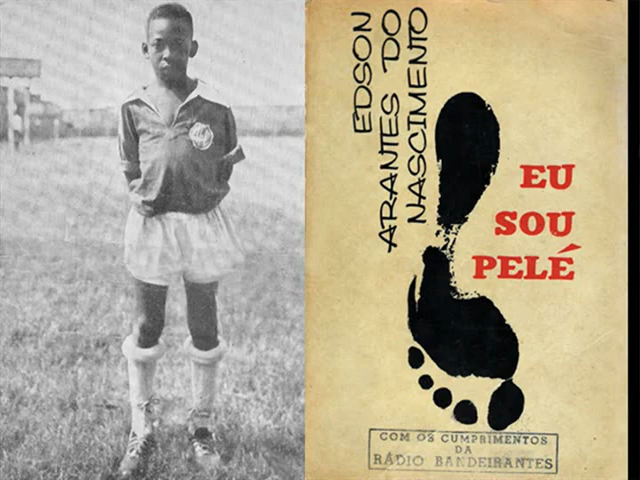 EDSON
ARANTES DO
NASCIMENTO
EU
SOU
PELÉ
COM OS CUMPRIMENTOS
DA
RÁDIO BANDEIRANTES